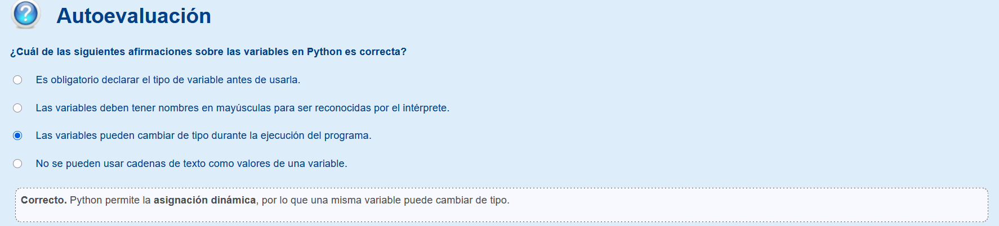 Autoevaluación
¿Cuál de las siguientes afirmaciones sobre las variables en Python es correcta?
Es obligatorio declarar el tipo de variable antes de usarla.
Las variables deben tener nombres en mayúsculas para ser reconocidas por el intérprete.
Las variables pueden cambiar de tipo durante la ejecución del programa.
No se pueden usar cadenas de texto como valores de una variable.
Correcto. Python permite la asignación dinámica, por lo que una misma variable puede cambiar de tipo.